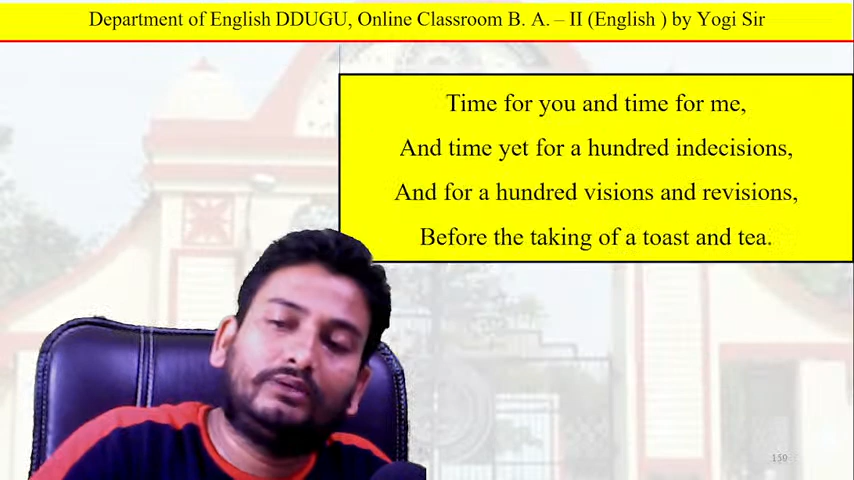 Department of English DDUGU, Online Classroom B. A. – II (English ) by Yogi Sir
Time for you and time for me,
And time yet for a hundred indecisions,
And for a hundred visions and revisions,
Before the taking of a toast and tea.
150